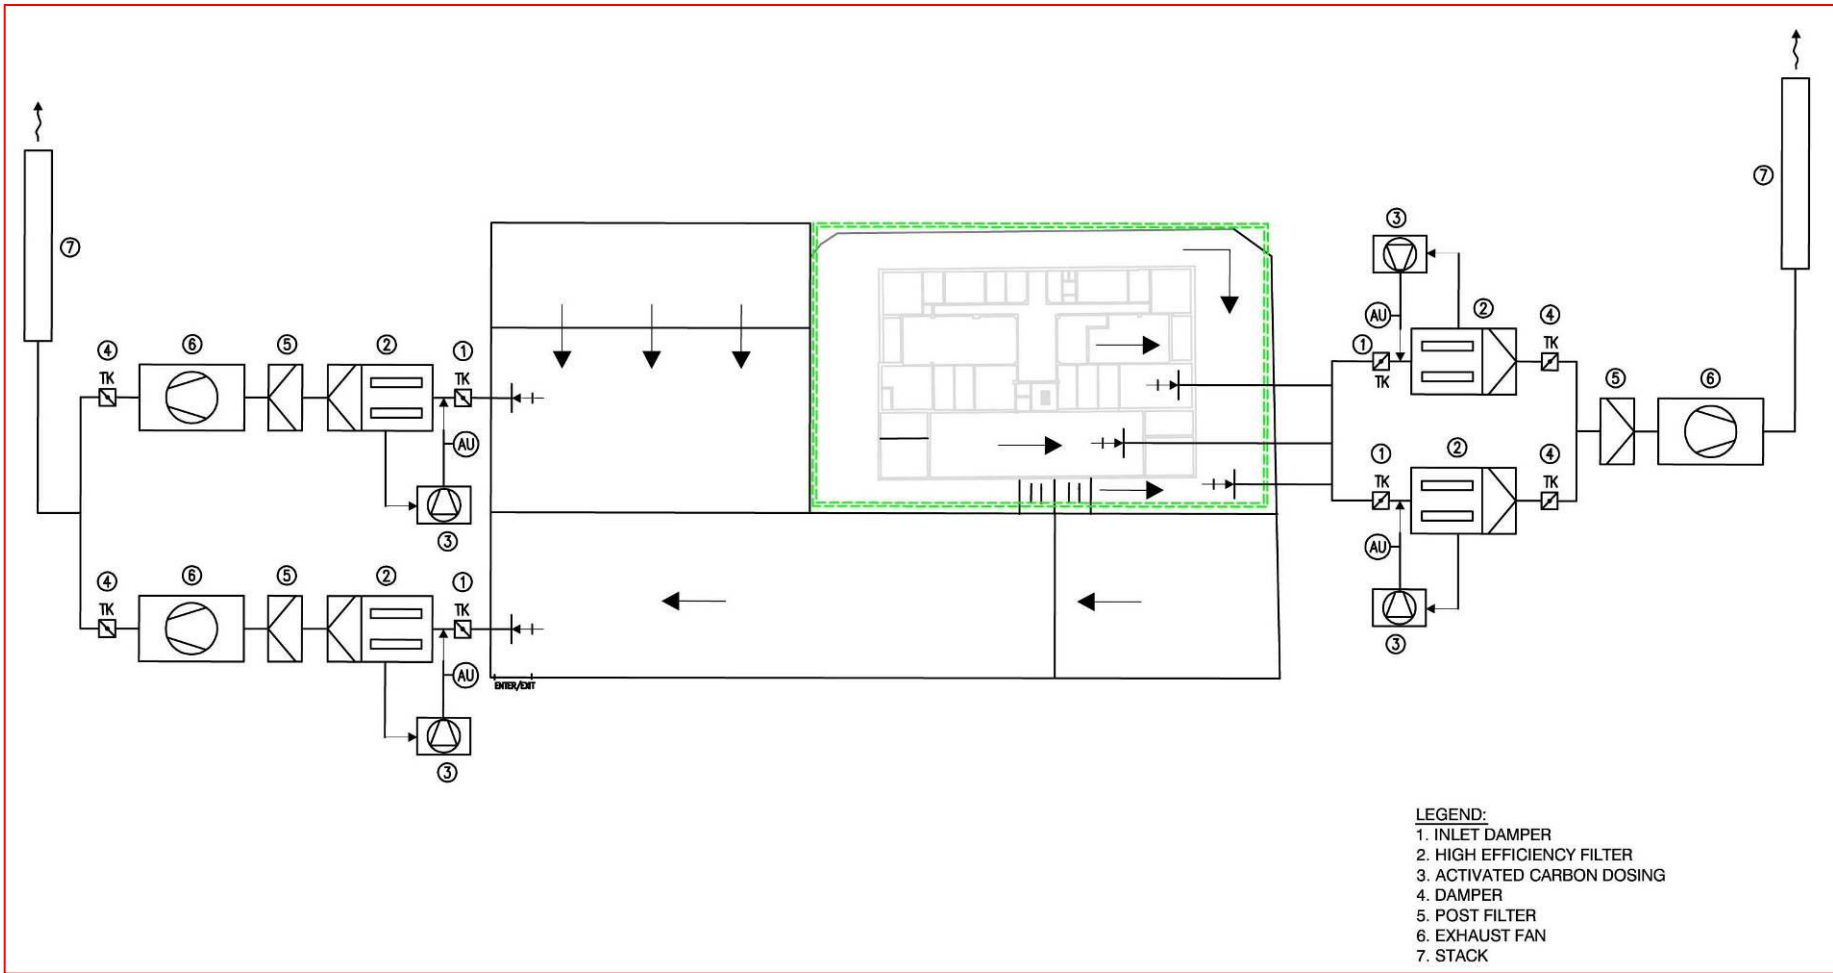 ⑦
③
⑦
AU
②
④
④
⑥
⑤
②
①
①
TK
TK
TK
TK
TK
⑤
⑥
AU
①
②
④
TK
TK
③
AU
④
⑥
⑤
②
①
TK
TK
③
AU
ENTER/EXIT
③
LEGEND:
1. INLET DAMPER
2. HIGH EFFICIENCY FILTER
3. ACTIVATED CARBON DOSING
4. DAMPER
5. POST FILTER
6. EXHAUST FAN
7. STACK